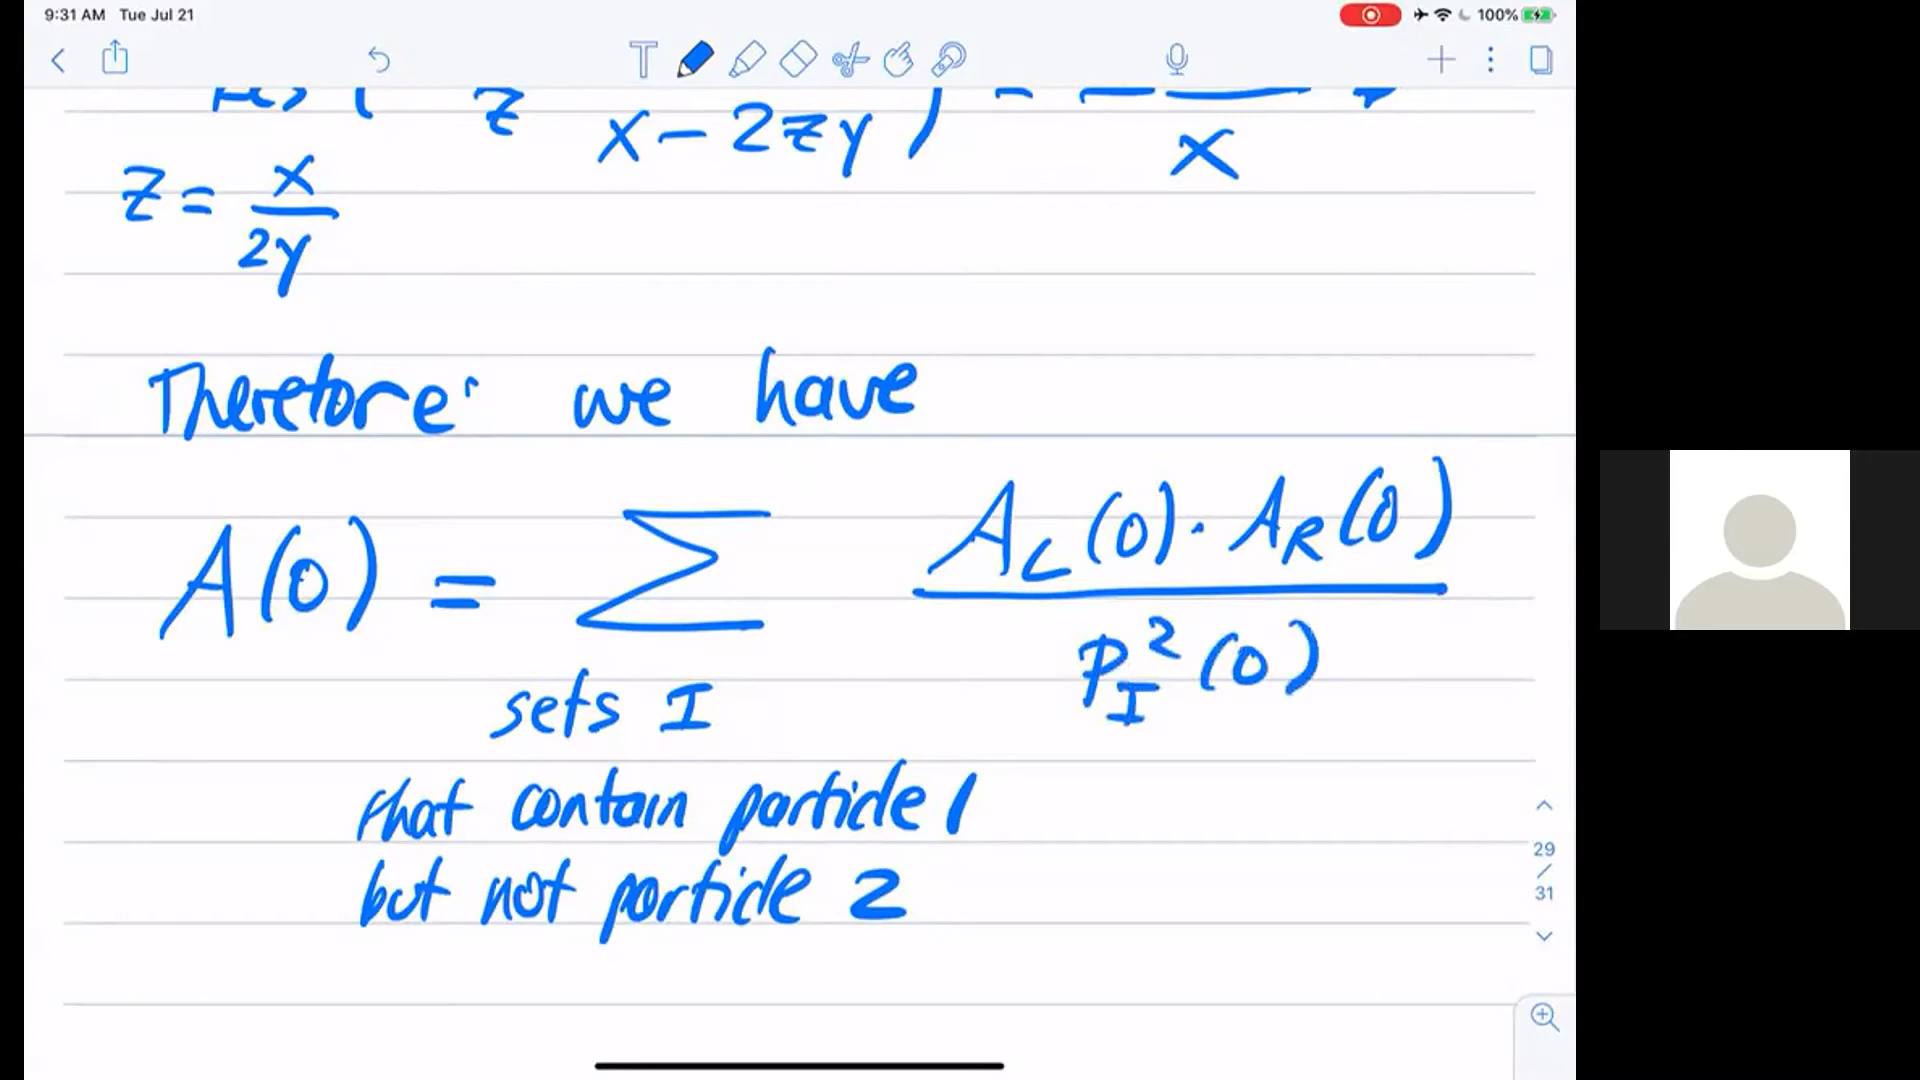 9:31 AM Tue Jul 21
100%
T
z x - 2zy) = -
x
z = x
2y
Therefore: we have
A(0) = Σ A_L(0) · A_R(0)
P_I^2(0)
sets I
that contain particle 1
but not particle 2
29
/
31